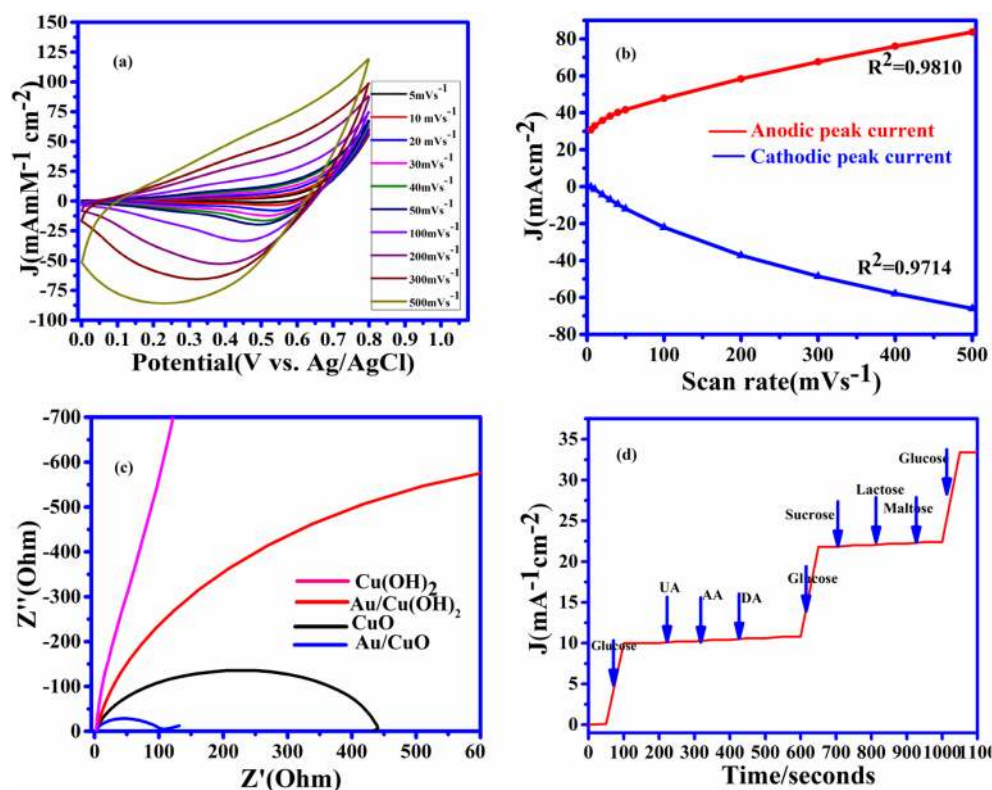 (a)
J(mAmM-1 cm-2)
150
125
100
75
50
25
0
-25
-50
-75
-100
0.0 0.1 0.2 0.3 0.4 0.5 0.6 0.7 0.8 0.9 1.0
Potential(V vs. Ag/AgCl)
5mVs-1
10 mVs-1
20 mVs-1
30mVs-1
40mVs-1
50mVs-1
100mVs-1
200mVs-1
300mVs-1
500mVs-1
(b)
J(mAcm-2)
80
60
40
20
0
-20
-40
-60
-80
R2=0.9810
Anodic peak current
Cathodic peak current
R2=0.9714
100 200 300 400 500
Scan rate(mVs-1)
(c)
Z''(Ohm)
-700
-600
-500
-400
-300
-200
-100
0
Cu(OH)2
Au/Cu(OH)2
CuO
Au/CuO
0 100 200 300 400 500 600
Z'(Ohm)
(d)
J(mA-1cm-2)
35
30
25
20
15
10
5
0
Glucose
UA
AA
DA
Glucose
Sucrose
Lactose
Maltose
Glucose
0 100 200 300 400 500 600 700 800 900 1000 1100
Time/seconds